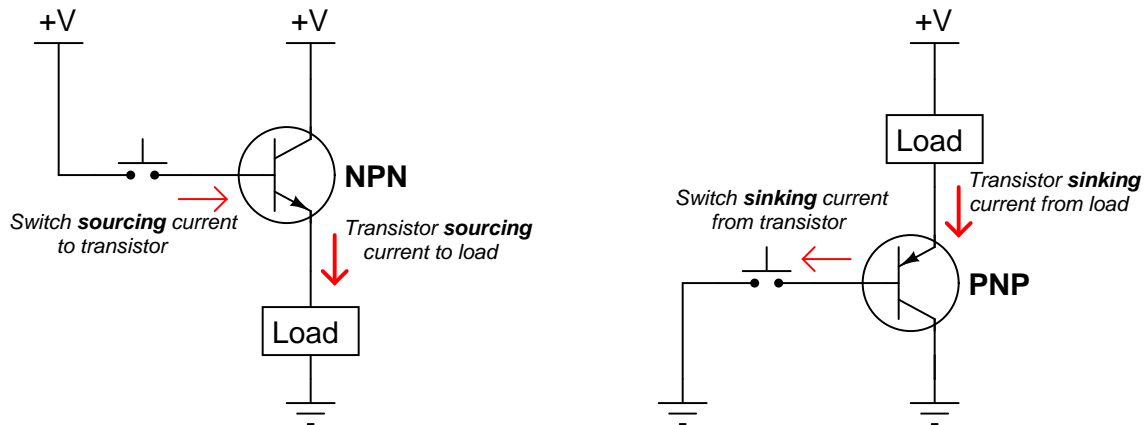 +V
+V
NPN
Switch sourcing current
to transistor
Transistor sourcing
current to load
Load
+V
Load
Transistor sinking
current from load
Switch sinking current
from transistor
PNP